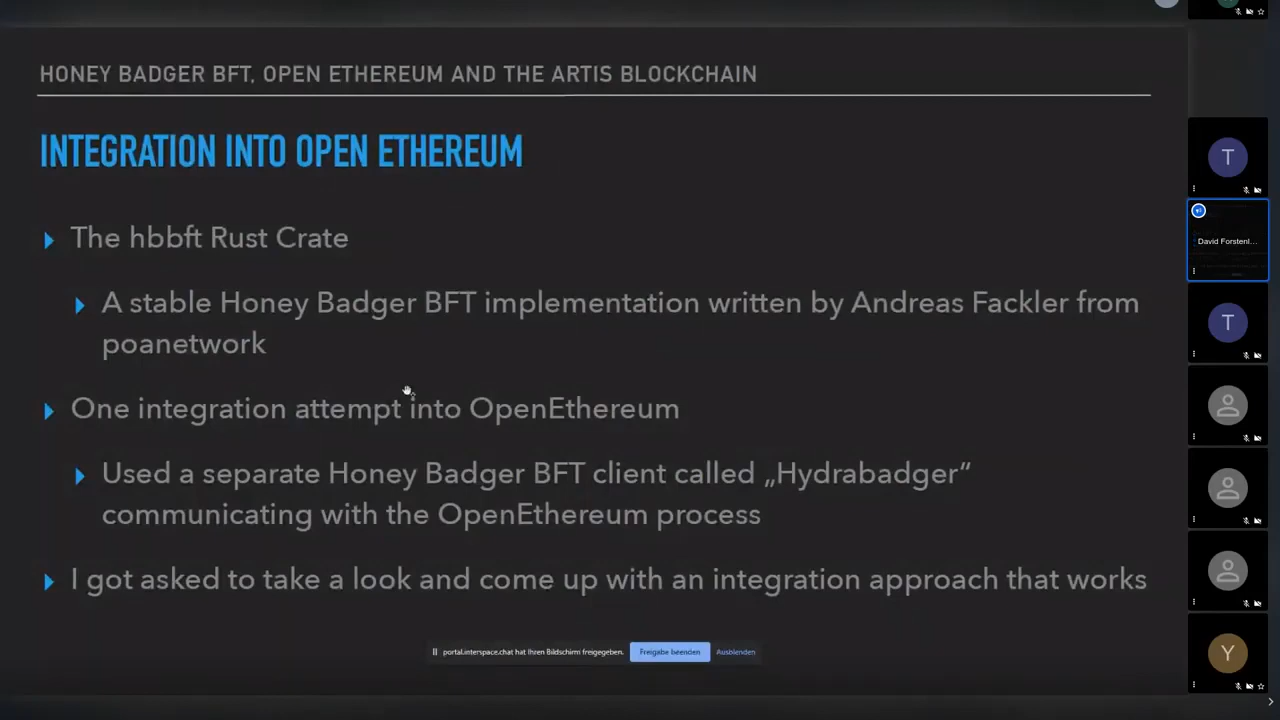 HONEY BADGER BFT, OPEN ETHEREUM AND THE ARTIS BLOCKCHAIN
INTEGRATION INTO OPEN ETHEREUM
The hbbft Rust Crate
A stable Honey Badger BFT implementation written by Andreas Fackler from
poanetwork
One integration attempt into OpenEthereum
Used a separate Honey Badger BFT client called „Hydrabadger“
communicating with the OpenEthereum process
I got asked to take a look and come up with an integration approach that works
portal.interspace.chat hat Ihren Bildschirm freigegeben.
Freigabe beenden
Ausblenden
T
David Forstenl...
T
Y